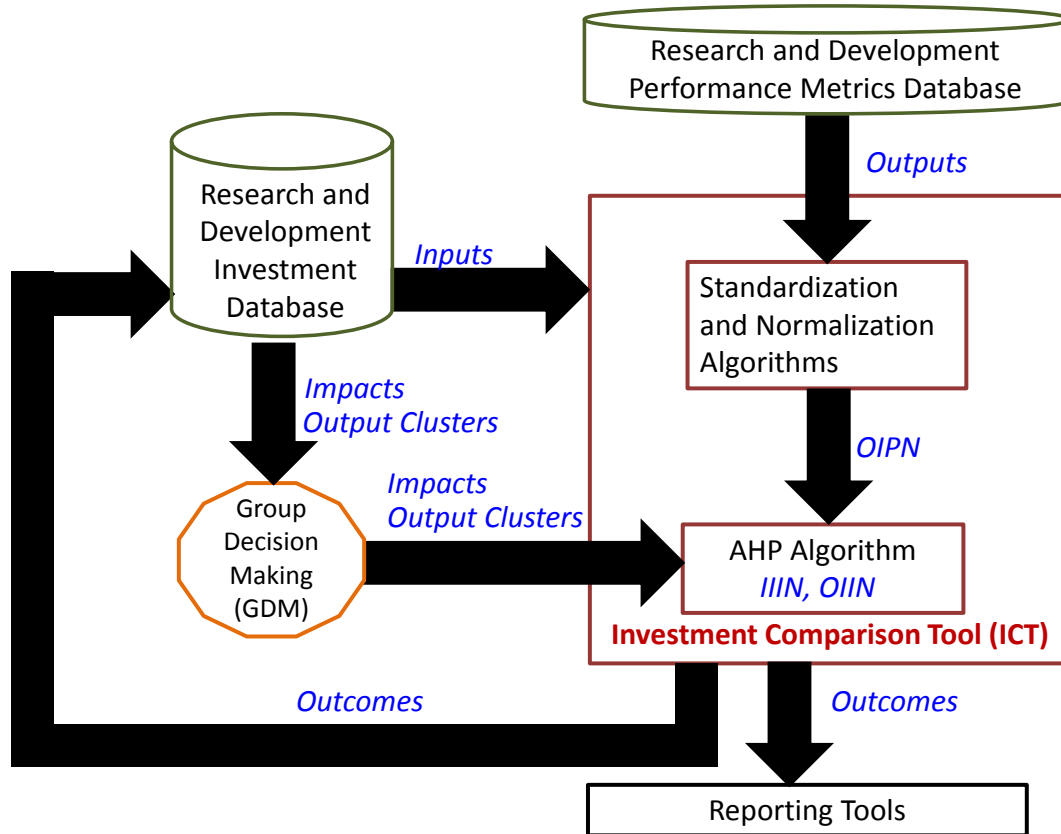 Research and Development
Performance Metrics Database
Outputs
Research and
Development
Investment
Database
Inputs
Standardization
and Normalization
Algorithms
Impacts
Output Clusters
OIPN
Impacts
Output Clusters
Group
Decision
Making
(GDM)
AHP Algorithm
IIIN, OIIN
Investment Comparison Tool (ICT)
Outcomes
Outcomes
Reporting Tools